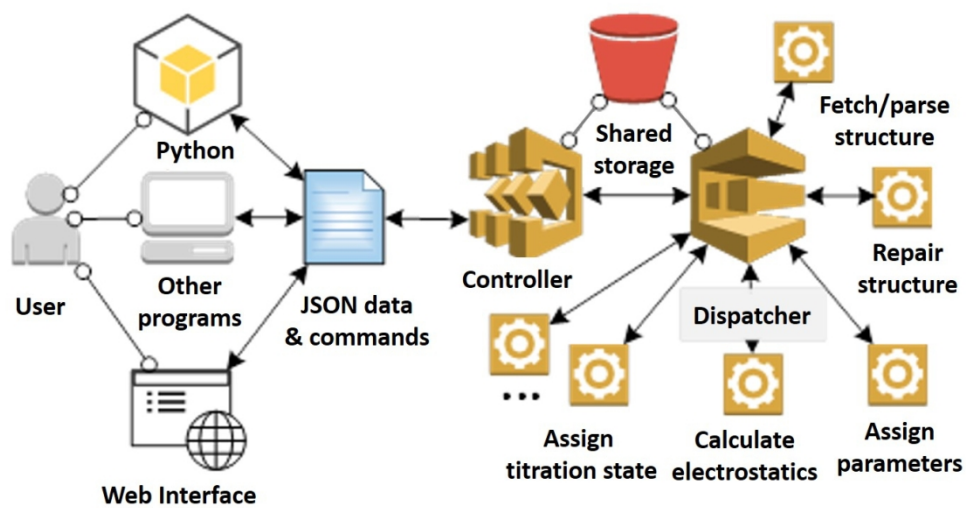 Python
User
Other
programs
Web Interface
JSON data
& commands
Controller
Shared
storage
Fetch/parse
structure
Repair
structure
Dispatcher
...
Assign
titration state
Calculate
electrostatics
Assign
parameters